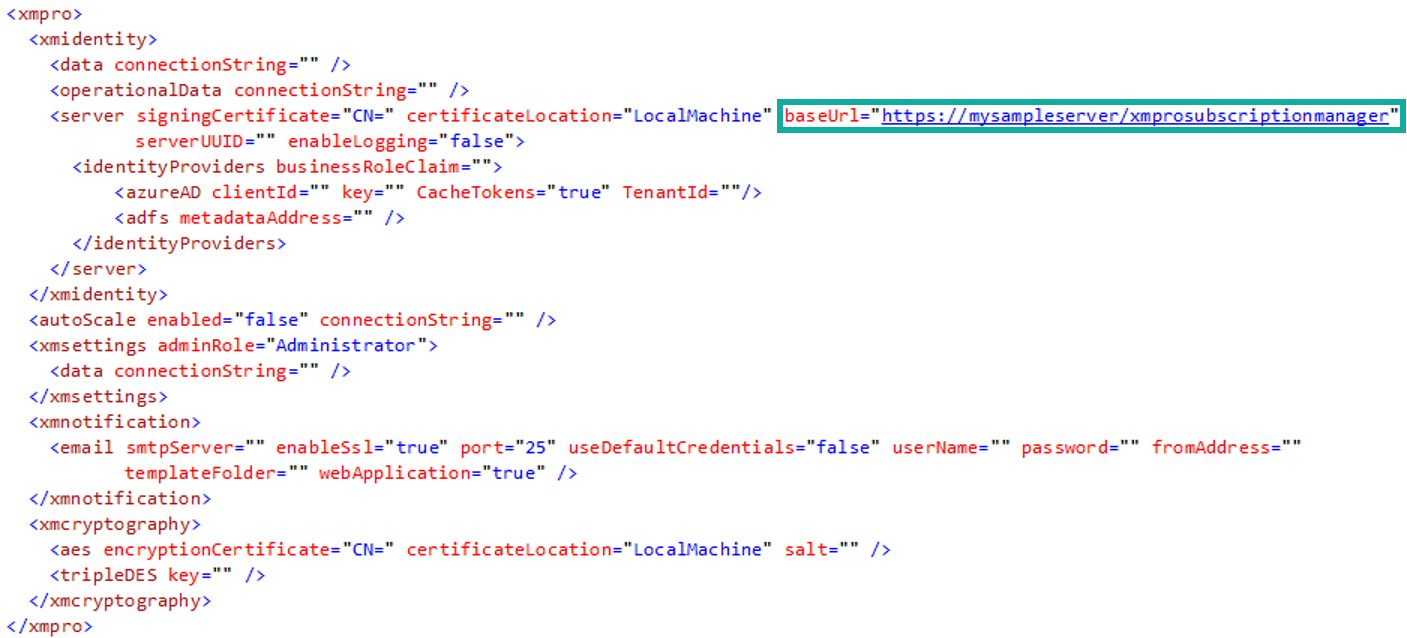 <xmpro>
<xmidentity>
<data connectionString="" />
<operationalData connectionString="" />
<server signingCertificate="CN=" certificateLocation="LocalMachine" baseUrl="https://mysampleserver/xmprosubscriptionmanager"
serverUUID="" enableLogging="false">
<identityProviders businessRoleClaim="">
<azureAD clientId="" key="" CacheTokens="true" TenantId=""/>
<adfs metadataAddress="" />
</identityProviders>
</server>
</xmidentity>
<autoScale enabled="false" connectionString="" />
<xmsettings adminRole="Administrator">
<data connectionString="" />
</xmsettings>
<xmnotification>
<email smtpServer="" enableSsl="true" port="25" useDefaultCredentials="false" userName="" password="" fromAddress=""
templateFolder="" webApplication="true" />
</xmnotification>
<xmcryptography>
<aes encryptionCertificate="CN=" certificateLocation="LocalMachine" salt="" />
<tripleDES key="" />
</xmcryptography>
</xmpro>